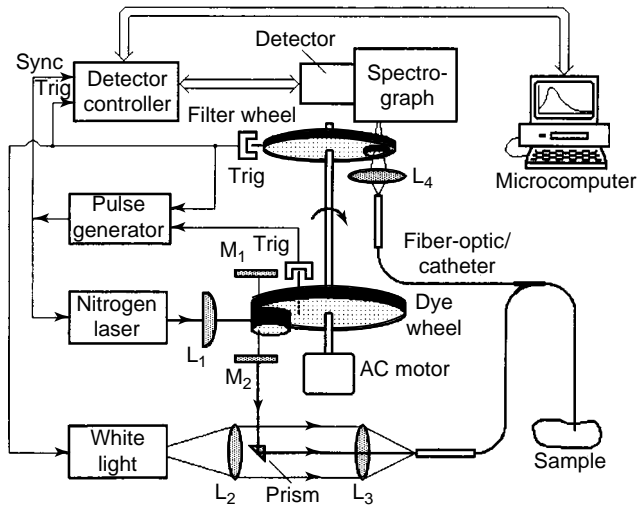 Sync
Trig
Detector
controller
Detector
Spectro-
graph
Filter wheel
Trig
L4
Microcomputer
Pulse
generator
Trig
M1
Fiber-optic/
catheter
Nitrogen
laser
L1
Dye
wheel
M2
AC motor
White
light
L2
Prism
L3
Sample